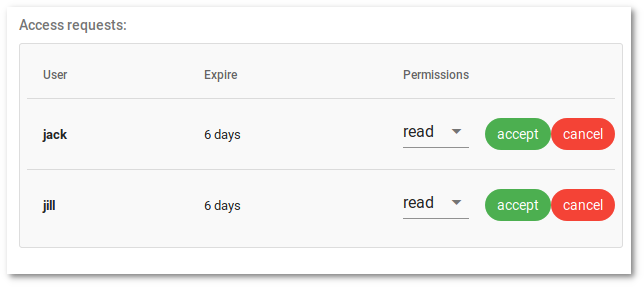 Access requests:
User Expire Permissions
jack 6 days read accept cancel
jill 6 days read accept cancel